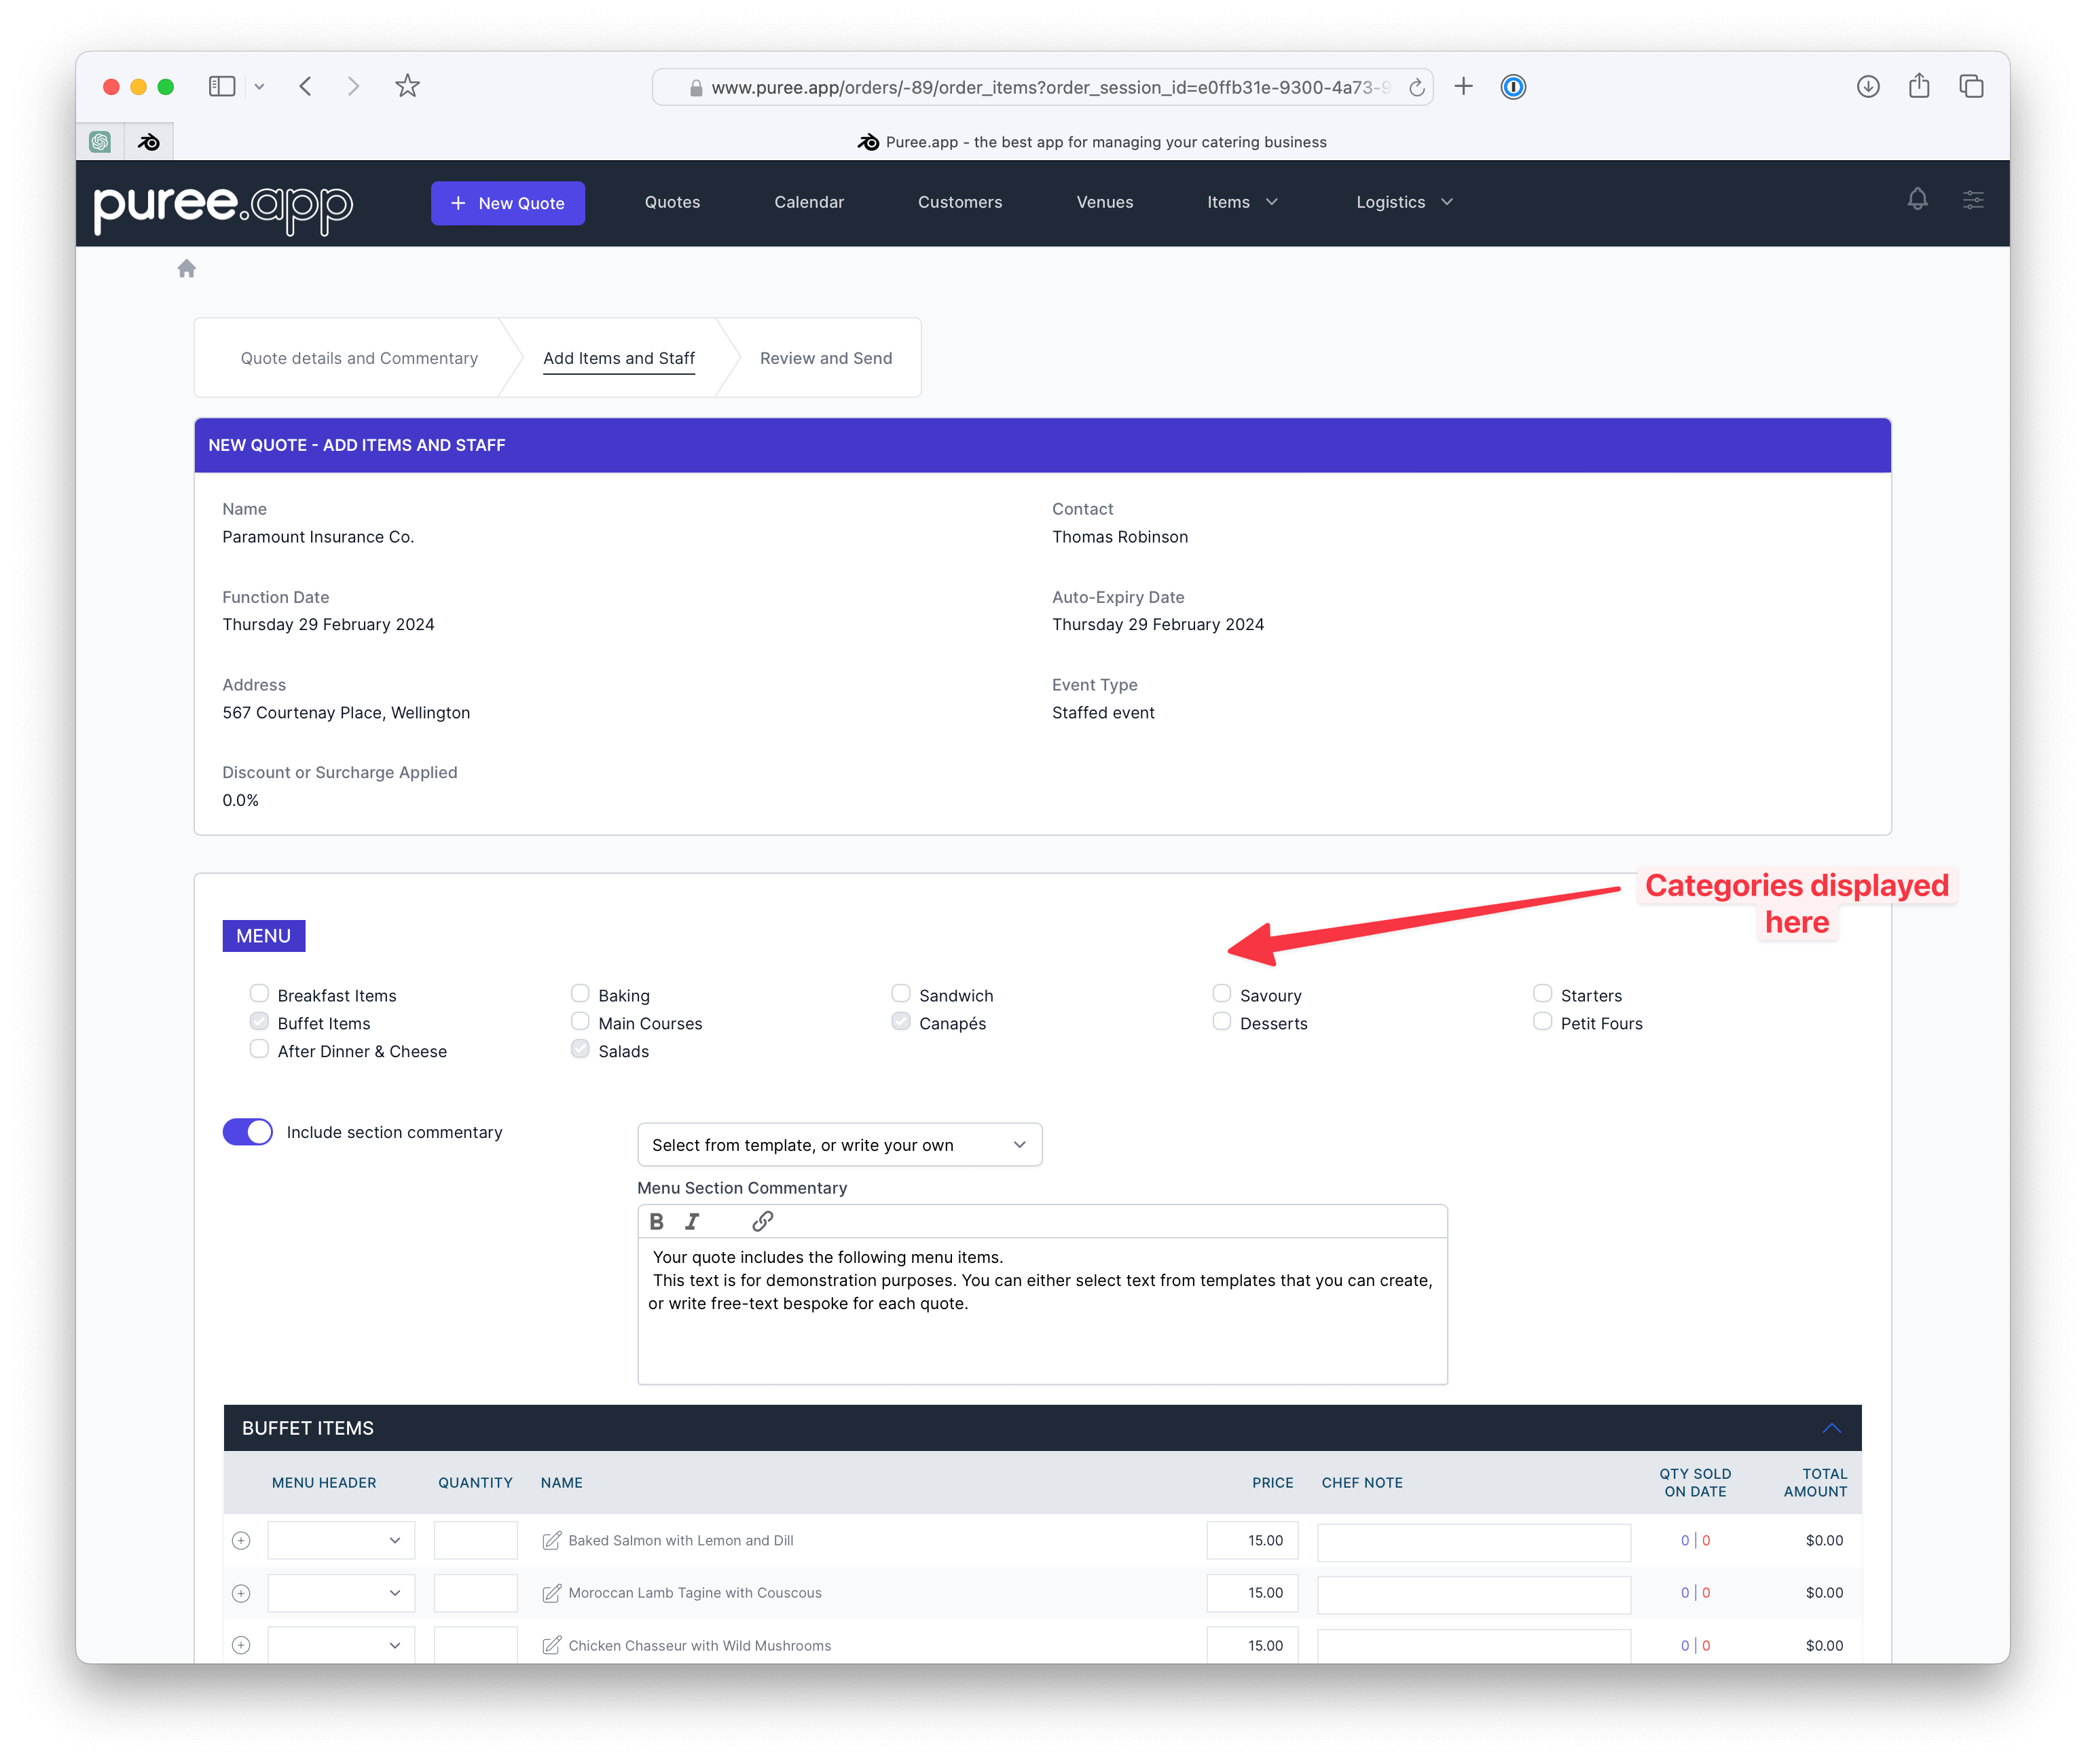 www.puree.app/orders/-89/order_items?order_session_id=e0ffb31e-9300-4a73-9
Puree.app - the best app for managing your catering business
puree.app
New Quote
Quotes
Calendar
Customers
Venues
Items
Logistics
Quote details and Commentary
Add Items and Staff
Review and Send
NEW QUOTE - ADD ITEMS AND STAFF
Name
Paramount Insurance Co.
Contact
Thomas Robinson
Function Date
Thursday 29 February 2024
Auto-Expiry Date
Thursday 29 February 2024
Address
567 Courtenay Place, Wellington
Event Type
Staffed event
Discount or Surcharge Applied
0.0%
Categories displayed
here
MENU
Breakfast Items
Baking
Sandwich
Savoury
Starters
Buffet Items
Main Courses
Canapés
Desserts
Petit Fours
After Dinner & Cheese
Salads
Include section commentary
Select from template, or write your own
Menu Section Commentary
B I
Your quote includes the following menu items.
This text is for demonstration purposes. You can either select text from templates that you can create,
or write free-text bespoke for each quote.
BUFFET ITEMS
MENU HEADER
QUANTITY
NAME
PRICE
CHEF NOTE
QTY SOLD
ON DATE
TOTAL
AMOUNT
Baked Salmon with Lemon and Dill 15.00 0 | 0 $0.00
Moroccan Lamb Tagine with Couscous 15.00 0 | 0 $0.00
Chicken Chasseur with Wild Mushrooms 15.00 0 | 0 $0.00